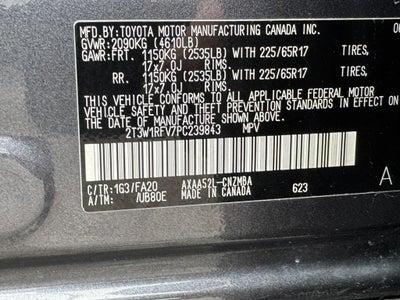 MFD.BY:TOYOTA MOTOR MANUFACTURING CANADA INC. 0
GVWR:2090KG (4610LB)
GAWR:FRT. 1150KG (2535LB) WITH 225/65R17 TIRES,
17x7.0J RIMS.
RR. 1150KG (2535LB) WITH 225/65R17 TIRES,
17x7.0J RIMS.
THIS VEHICLE CONFORMS TO ALL APPLICABLE FEDERAL MOTOR
VEHICLE SAFETY AND THEFT PREVENTION STANDARDS IN EFFECT ON
THE DATE OF MANUFACTURE SHOWN ABOVE.
2T3W1RFV7PC239843 MPV
C/TR:1G3/FA20 AXAA52L-CNZMBA 623 A
A/TM: /UB80E MADE IN CANADA